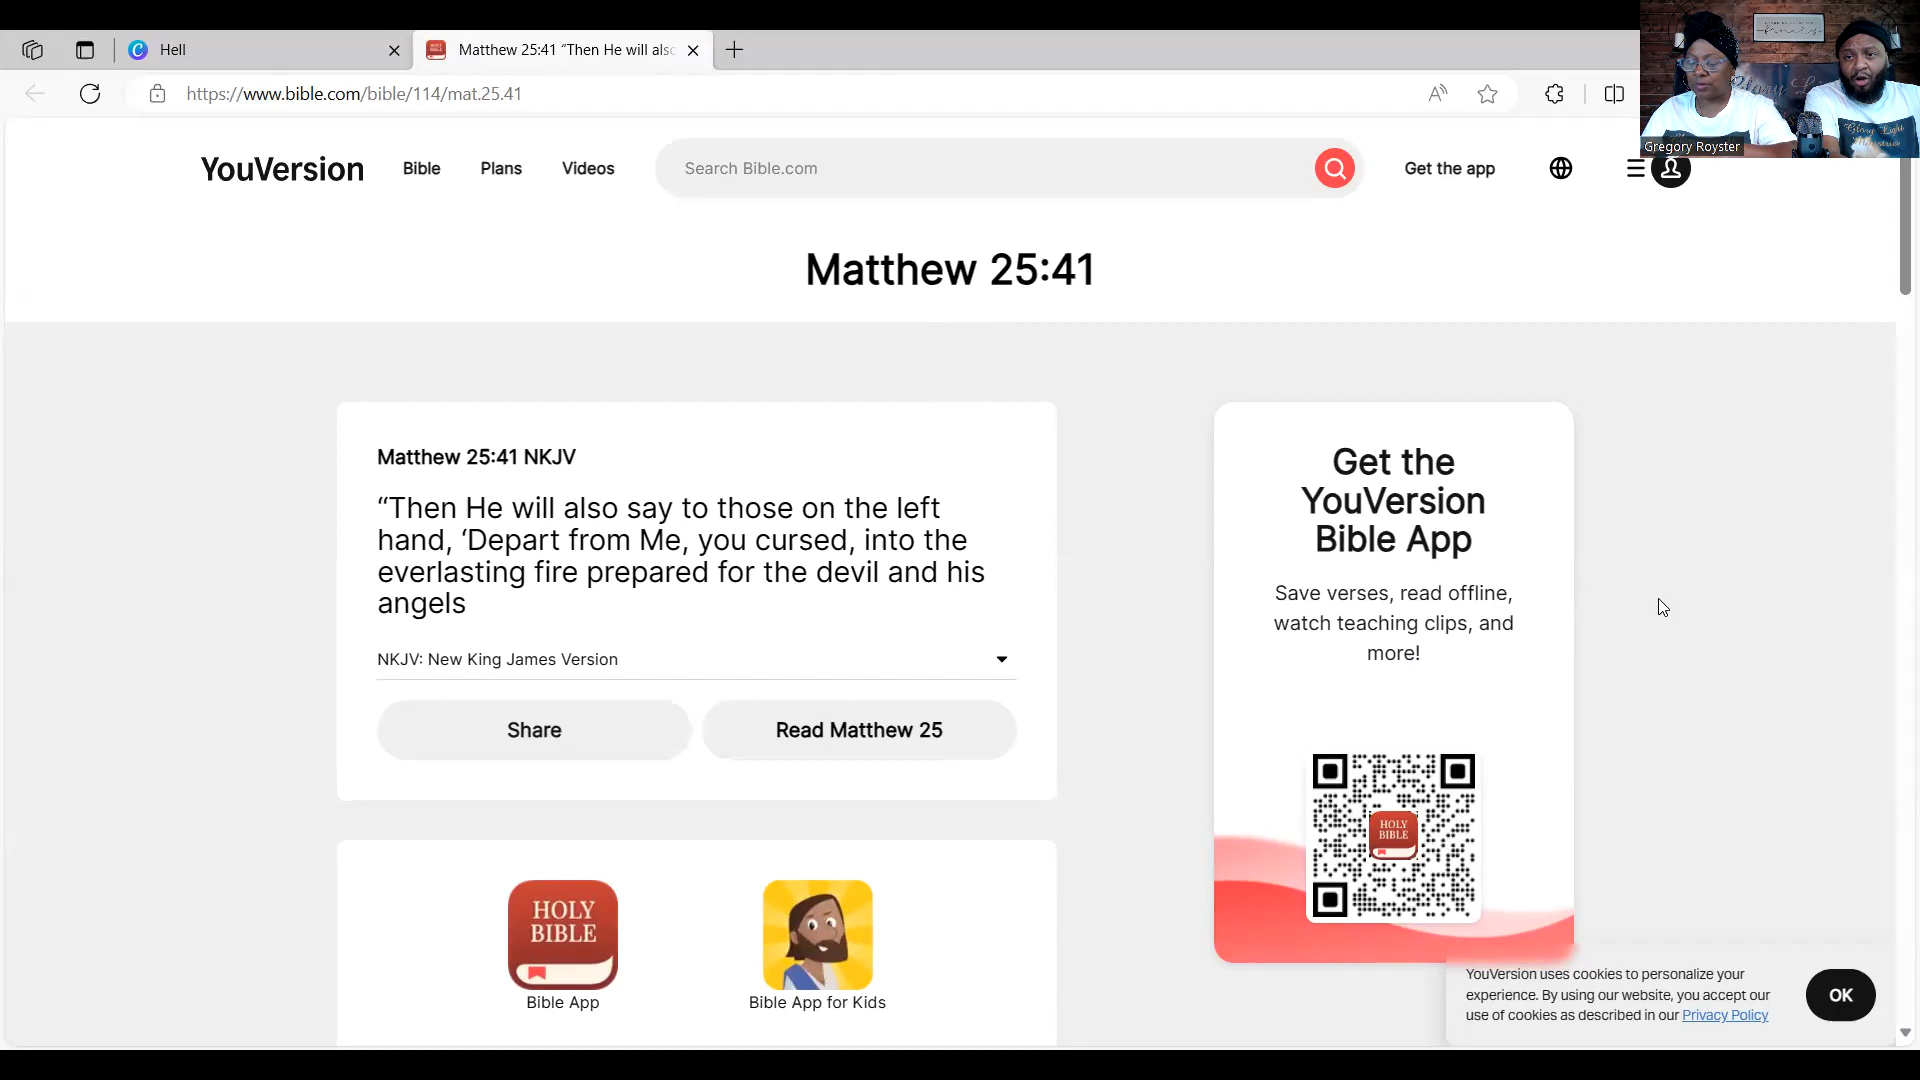 Hell
Matthew 25:41 “Then He will also
https://www.bible.com/bible/114/mat.25.41
Gregory Royster
YouVersion
Bible
Plans
Videos
Search Bible.com
Get the app
Matthew 25:41
Matthew 25:41 NKJV
“Then He will also say to those on the left
hand, ‘Depart from Me, you cursed, into the
everlasting fire prepared for the devil and his
angels
NKJV: New King James Version
Share
Read Matthew 25
HOLY
BIBLE
Bible App
Bible App for Kids
Get the
YouVersion
Bible App
Save verses, read offline,
watch teaching clips, and
more!
HOLY
BIBLE
YouVersion uses cookies to personalize your
experience. By using our website, you accept our
use of cookies as described in our Privacy Policy
OK